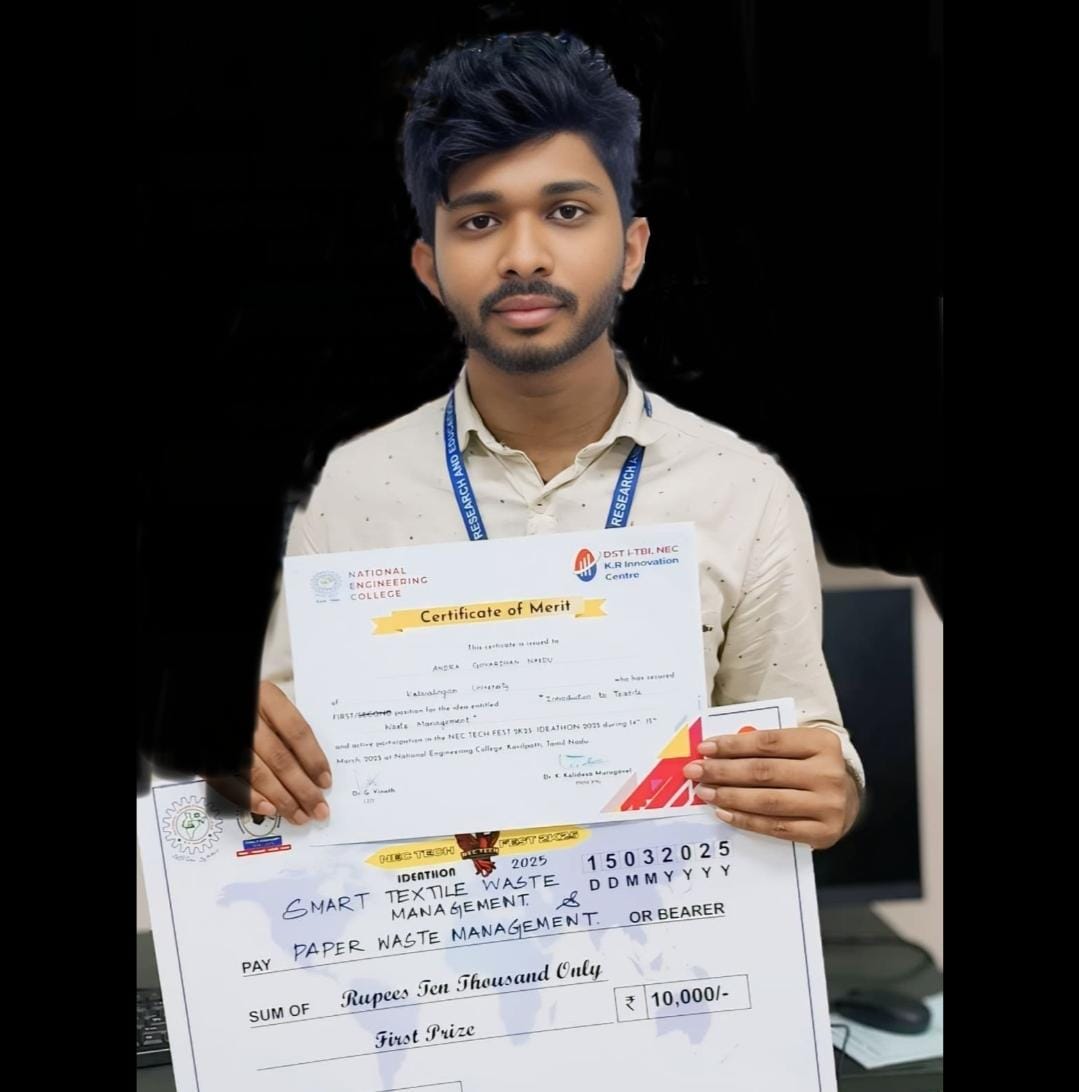 RESEARCH AND EDUCATION
RESEARCH A
NATIONAL
ENGINEERING
COLLEGE
DST i-TBI, NEC
K.R Innovation
Centre
Certificate of Merit
This certicate is issued to
ANDRA GOVARDHAN NAIDU
of Kalasalingam University who has secured
FIRST/SECOND position for the idea entitled "Introduction to Textile
Waste Management"
and active participation in the NEC TECH FEST 2K25 IDEATHON 2025 during 14th 15th
March, 2025 at National Engineering College, Kovilpatti, Tamil Nadu.
Dr. G. Vinoth
CEO
Dr. K. Kalidasa Murugavel
NEC TECH FEST 2K25
NEC TECH
IDEATHON 2025
15032025
DDMMYYYY
SMART TEXTILE WASTE
MANAGEMENT &
PAY PAPER WASTE MANAGEMENT. OR BEARER
SUM OF Rupees Ten Thousand Only
₹ 10,000/-
First Prize